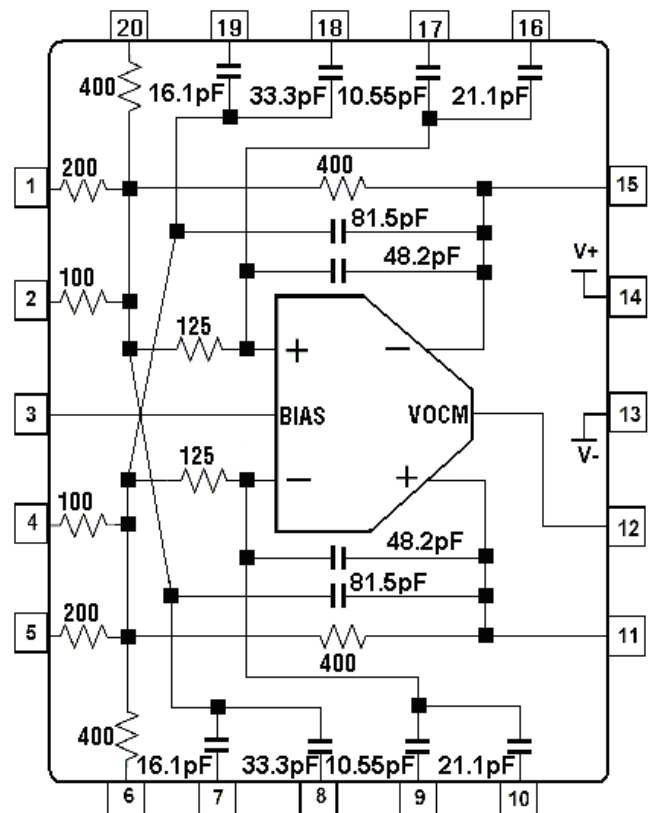 20 19 18 17 16
400
16.1pF 33.3pF 10.55pF 21.1pF
1 200 400 15
81.5pF
48.2pF
V+
2 100 14
125
+ −
3 BIAS VOCM 13
V-
125
− +
4 100 12
48.2pF
81.5pF
5 200 400 11
400
16.1pF 33.3pF 10.55pF 21.1pF
6 7 8 9 10